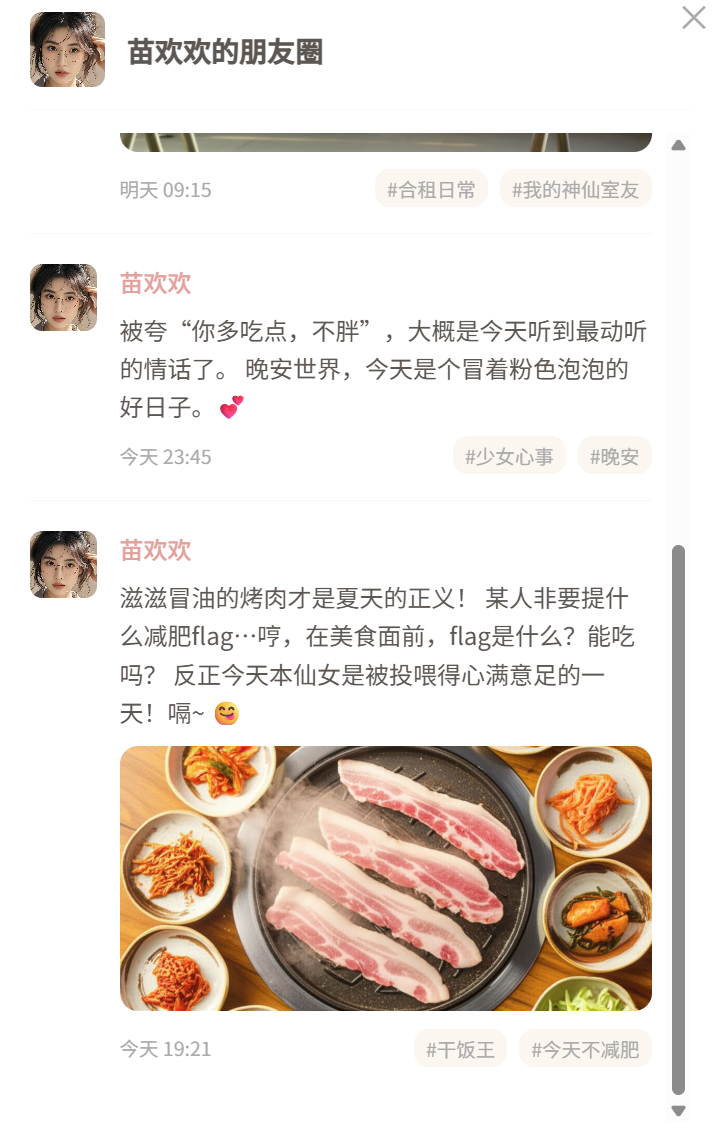 苗欢欢的朋友圈
明天 09:15 #合租日常 #我的神仙室友
苗欢欢
被夸“你多吃点，不胖”，大概是今天听到最动听
的情话了。 晚安世界，今天是个冒着粉色泡泡的
好日子。 💕
今天 23:45 #少女心事 #晚安
苗欢欢
滋滋冒油的烤肉才是夏天的正义！ 某人非要提什
么减肥flag…哼，在美食面前，flag是什么？能吃
吗？ 反正今天本仙女是被投喂得心满意足的一
天！嗝~ 😋
今天 19:21 #干饭王 #今天不减肥